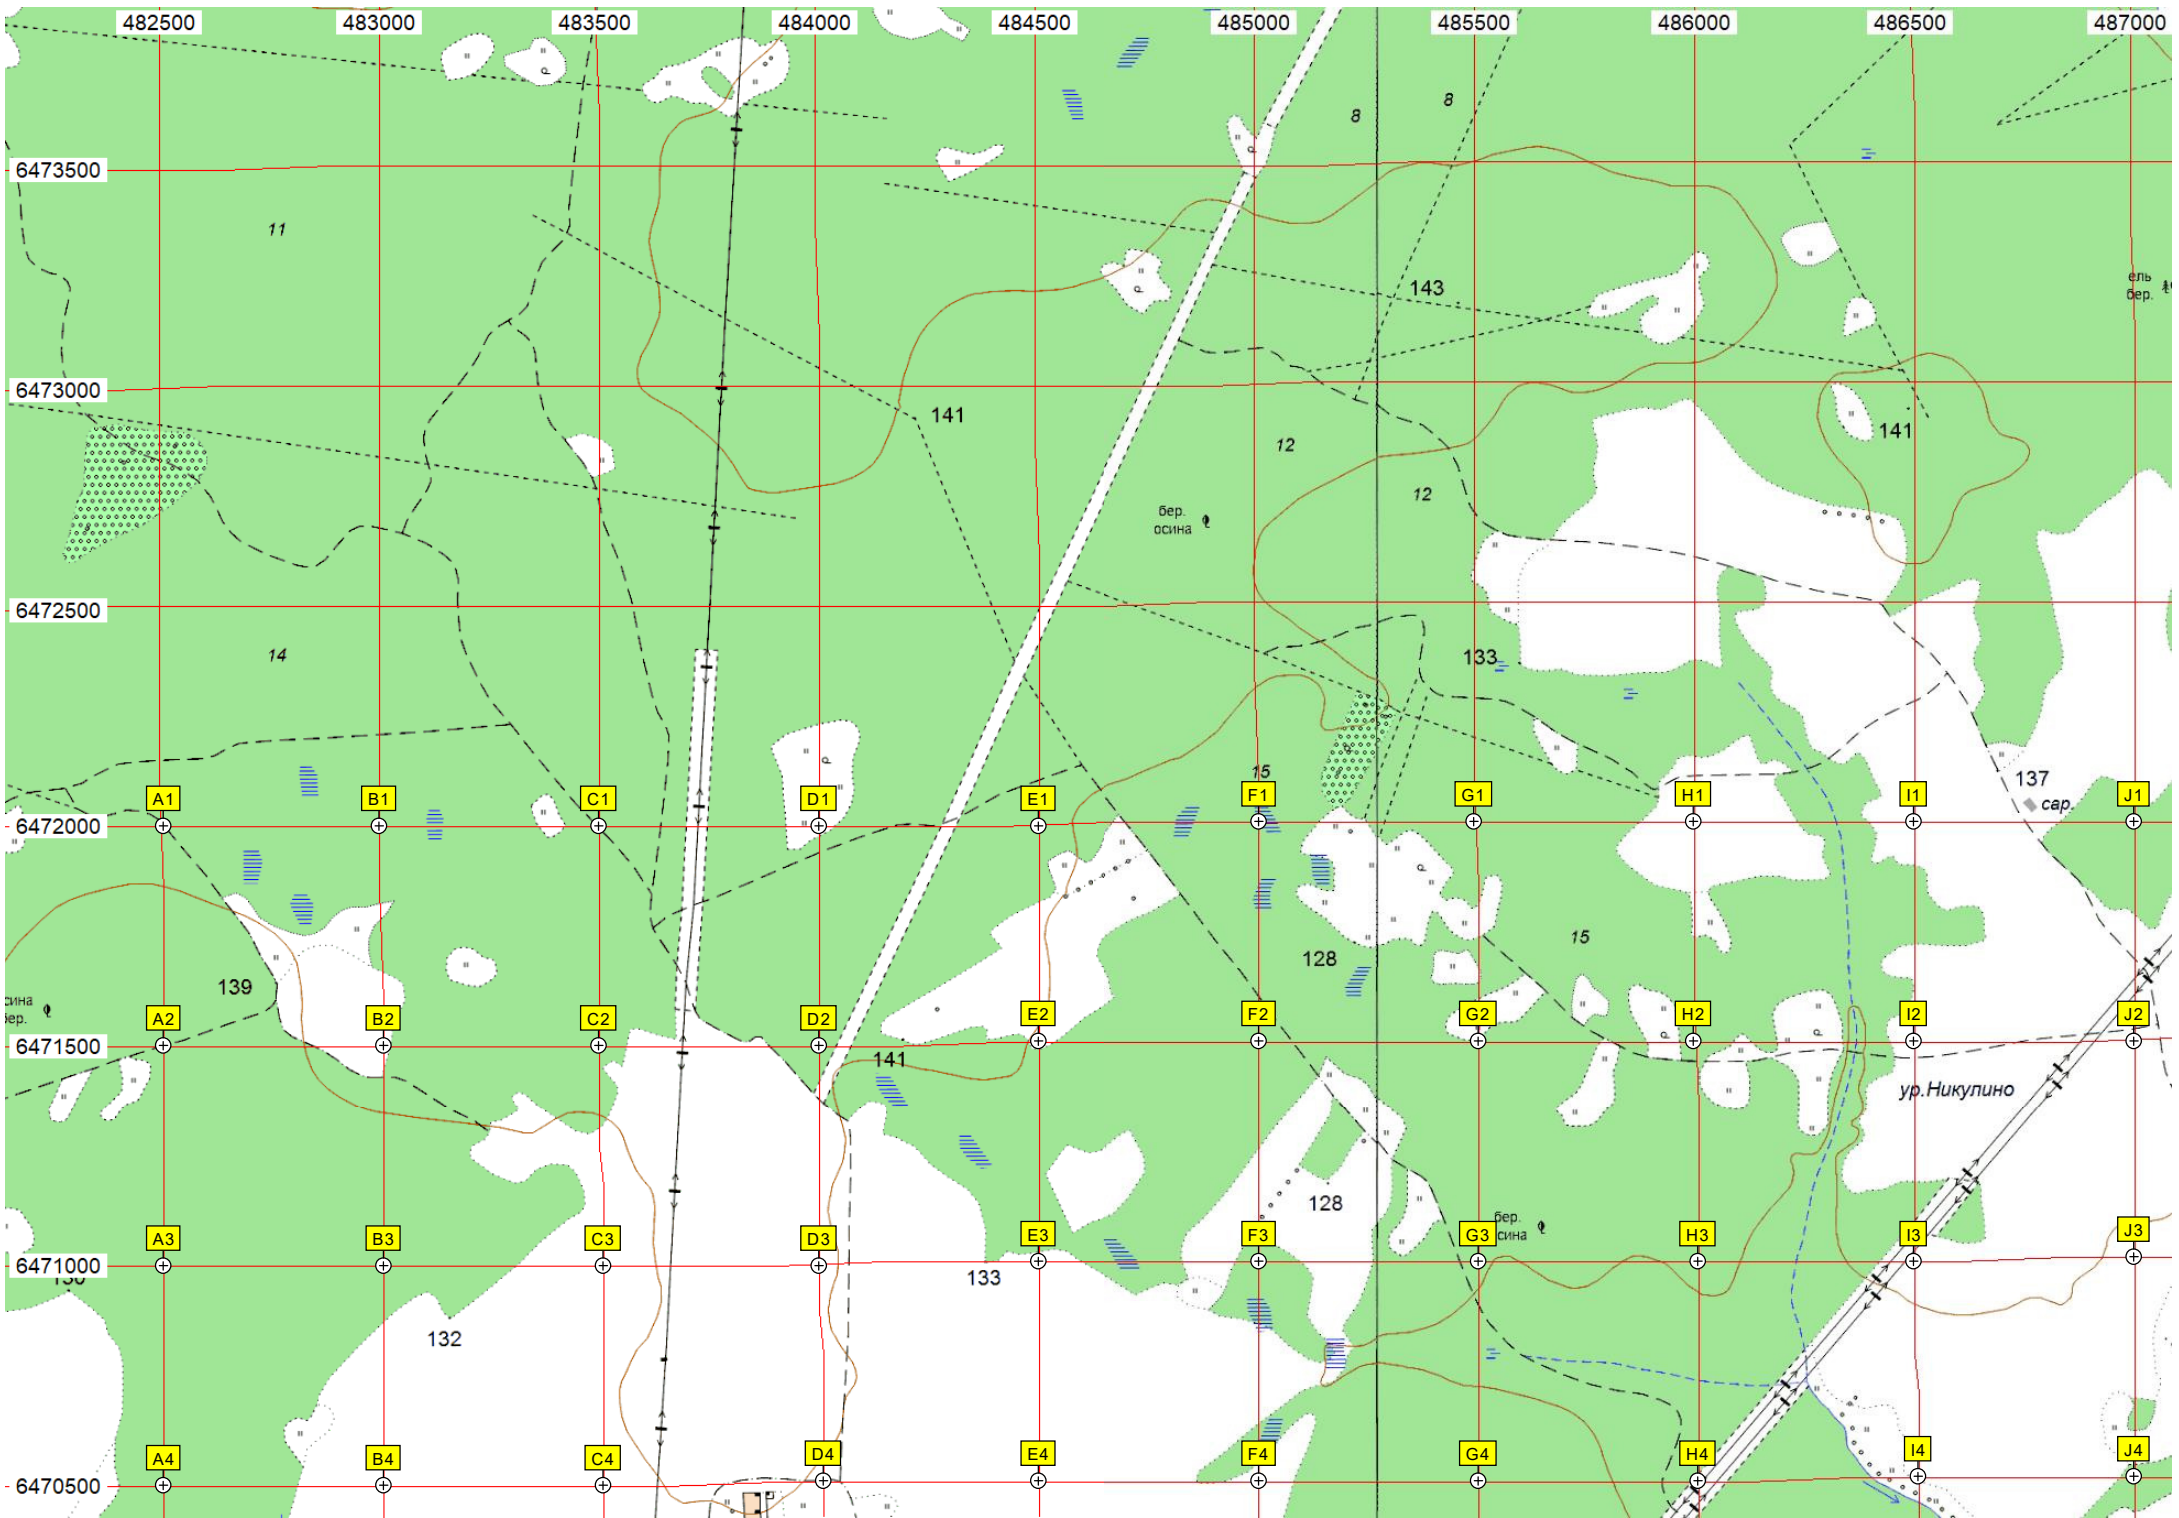 482500 483000 483500 484000 484500 485000 485500 486000 486500 487000
8
8
6473500
11
ель
бер.
143
6473000
141
141
12
12
бер.
осина
6472500
14
133
15
137
сар.
A1 B1 C1 D1 E1 F1 G1 H1 I1 J1
6472000
15
128
139
сина
бер.
A2 B2 C2 D2 E2 F2 G2 H2 I2 J2
6471500
141
ур.Никулино
128
бер.
сина
A3 B3 C3 D3 E3 F3 G3 H3 I3 J3
6471000
130
133
132
A4 B4 C4 D4 E4 F4 G4 H4 I4 J4
6470500